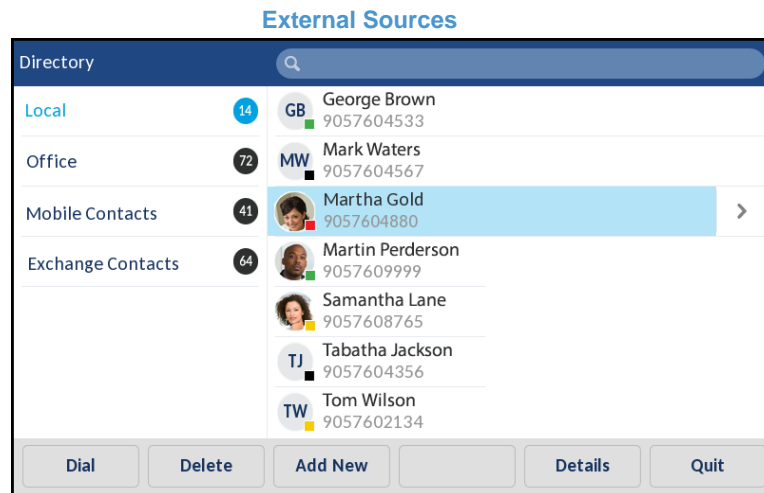 External Sources
Directory
Local 14
Office 72
Mobile Contacts 41
Exchange Contacts 64
GB George Brown
9057604533
MW Mark Waters
9057604567
Martha Gold
9057604880
Martin Perderson
9057609999
Samantha Lane
9057608765
TJ Tabatha Jackson
9057604356
TW Tom Wilson
9057602134
Dial Delete Add New Details Quit